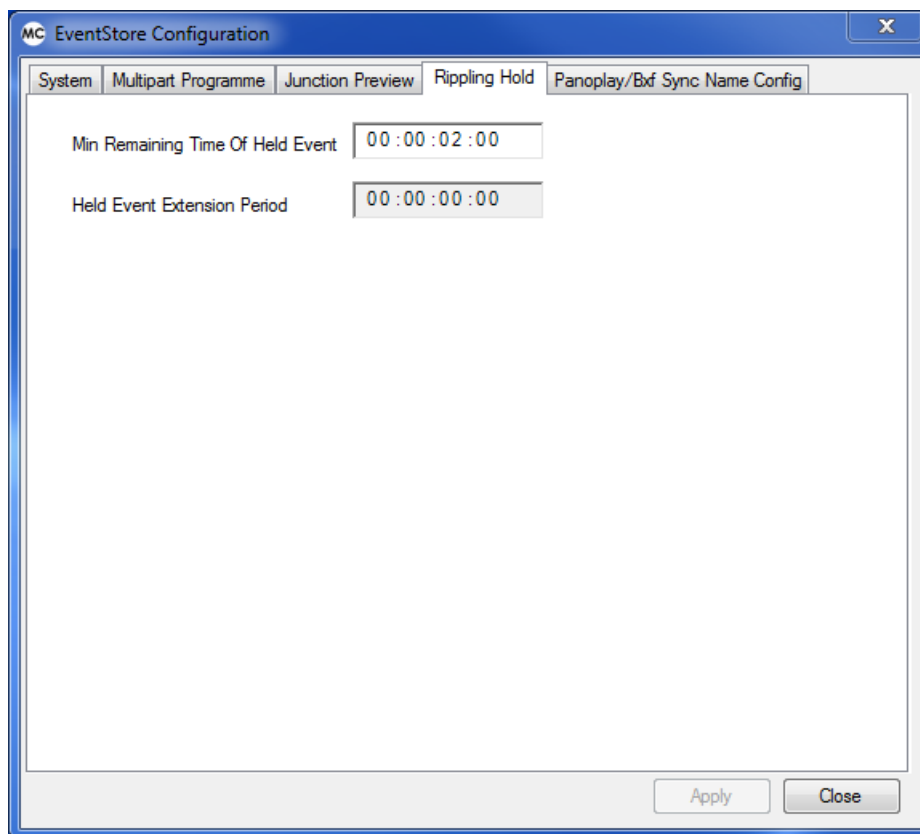 MC EventStore Configuration X
System Multipart Programme Junction Preview Rippling Hold Panoplay/Bxf Sync Name Config
Min Remaining Time Of Held Event 00:00:02:00
Held Event Extension Period 00:00:00:00
Apply Close